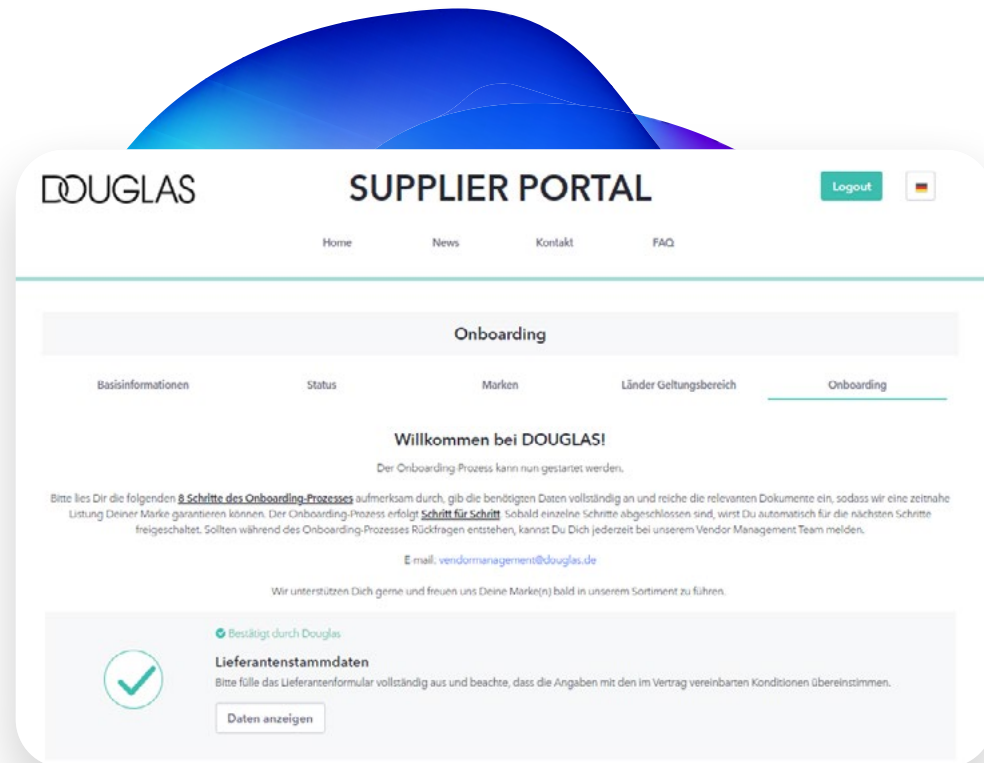 DOUGLAS
SUPPLIER PORTAL
Logout
Home News Kontakt FAQ
Onboarding
Basisinformationen Status Marken Länder Geltungsbereich Onboarding
Willkommen bei DOUGLAS!
Der Onboarding-Prozess kann nun gestartet werden.
Bitte lies Dir die folgenden 8 Schritte des Onboarding-Prozesses aufmerksam durch, gib die benötigten Daten vollständig an und reiche die relevanten Dokumente ein, sodass wir eine zeitnahe
Listung Deiner Marke garantieren können. Der Onboarding-Prozess erfolgt Schritt für Schritt. Sobald einzelne Schritte abgeschlossen sind, wirst Du automatisch für die nächsten Schritte
freigeschaltet. Sollten während des Onboarding-Prozesses Rückfragen entstehen, kannst Du Dich jederzeit bei unserem Vendor Management Team melden.
E-mail: vendormanagement@douglas.de
Wir unterstützen Dich gerne und freuen uns Deine Marke(n) bald in unserem Sortiment zu führen.
Bestätigt durch Douglas
Lieferantenstammdaten
Bitte fülle das Lieferantenformular vollständig aus und beachte, dass die Angaben mit den im Vertrag vereinbarten Konditionen übereinstimmen.
Daten anzeigen